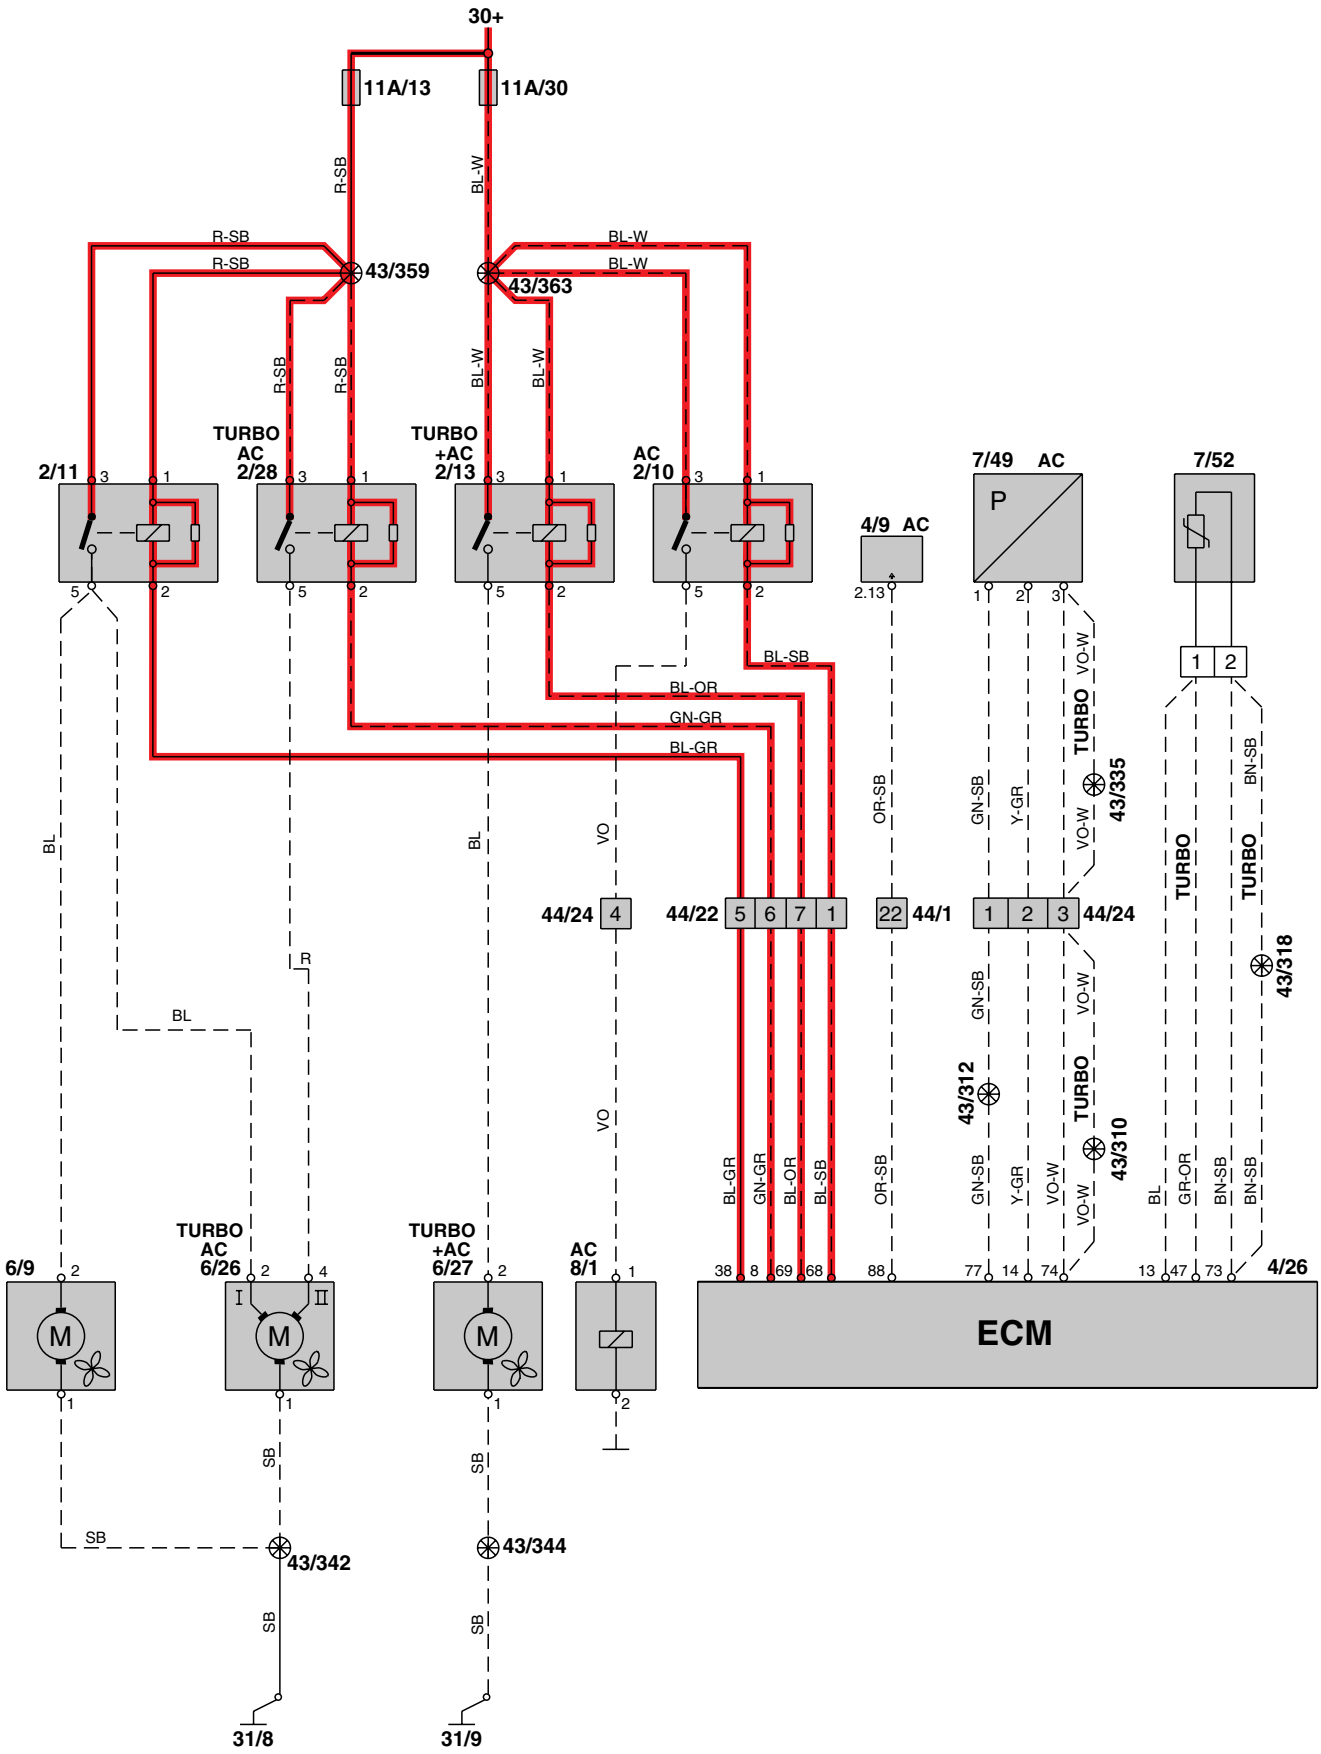 30+
11A/13 11A/30
R-SB BL-W
R-SB BL-W
R-SB BL-W
43/359 43/363
R-SB R-SB BL-W BL-W
TURBO TURBO
AC +AC AC
2/11 2/28 2/13 2/10 7/49 AC 7/52
3 1 3 1 3 1 3 1
P
4/9 AC
5 2 5 2 5 2 5 2 2.13 1 2 3
VO-W
BL-SB 1 2
BL-OR TURBO
GN-GR
BL-GR BN-SB
43/335
BL BL VO OR-SB GN-SB Y-GR VO-W TURBO TURBO
44/24 4 44/22 5 6 7 1 22 44/1 1 2 3 44/24
R 43/318
GN-SB VO-W
BL
43/312 TURBO
VO 43/310
BL-GR GN-GR BL-OR BL-SB OR-SB GN-SB Y-GR VO-W VO-W BL GR-OR BN-SB BN-SB
TURBO TURBO
AC +AC AC
6/9 6/26 6/27 8/1 4/26
2 2 4 2 1 38 8 69 68 88 77 14 74 13 47 73
I II
M M M ECM
1 1 1 2
SB SB
SB
43/342 43/344
SB SB
31/8 31/9